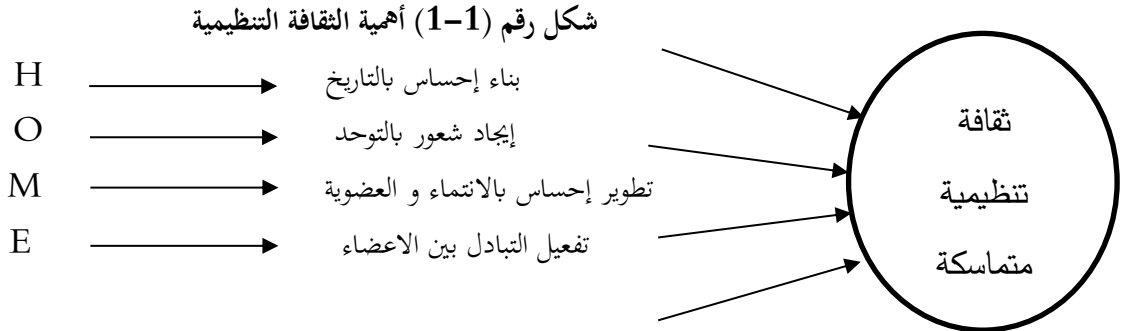 شكل رقم (1-1) أهمية الثقافة التنظيمية
H بناء إحساس بالتاريخ
O إيجاد شعور بالتوحد
M تطوير إحساس بالانتماء و العضوية
E تفعيل التبادل بين الاعضاء
ثقافة
تنظيمية
متماسكة